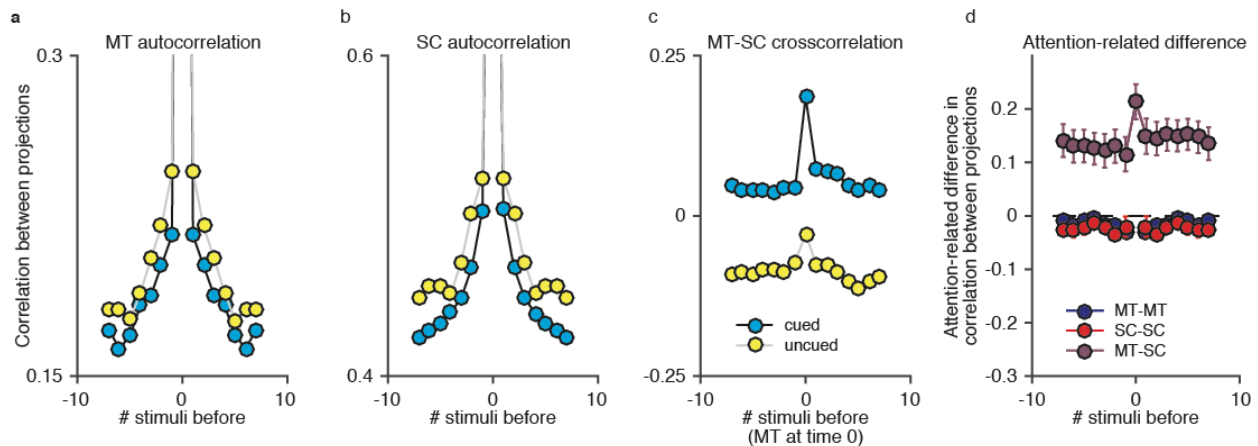 a
MT autocorrelation
Correlation between projections
0.3
0.15
-10
0
10
# stimuli before
b
SC autocorrelation
0.6
0.4
-10
0
10
# stimuli before
c
MT-SC crosscorrelation
0.25
0
-0.25
cued
uncued
-10
0
10
# stimuli before
(MT at time 0)
d
Attention-related difference
Attention-related difference in
correlation between projections
0.2
0.1
0
-0.1
-0.2
-0.3
MT-MT
SC-SC
MT-SC
-10
0
10
# stimuli before